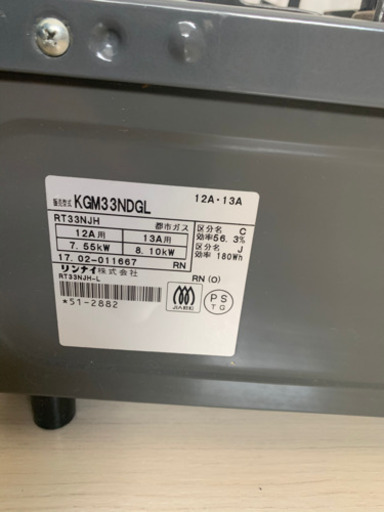 販売型式 KGM33NDGL 12A・13A
RT33NJH 都市ガス
12A用 13A用
7.55kW 8.10kW
区分名 C
効率56.3%
区分名 J
効率 180Wh
17.02-011667 RN
リンナイ株式会社 RN (O)
RT33NJH-L
*51-2882
JIA認証
PS
TG